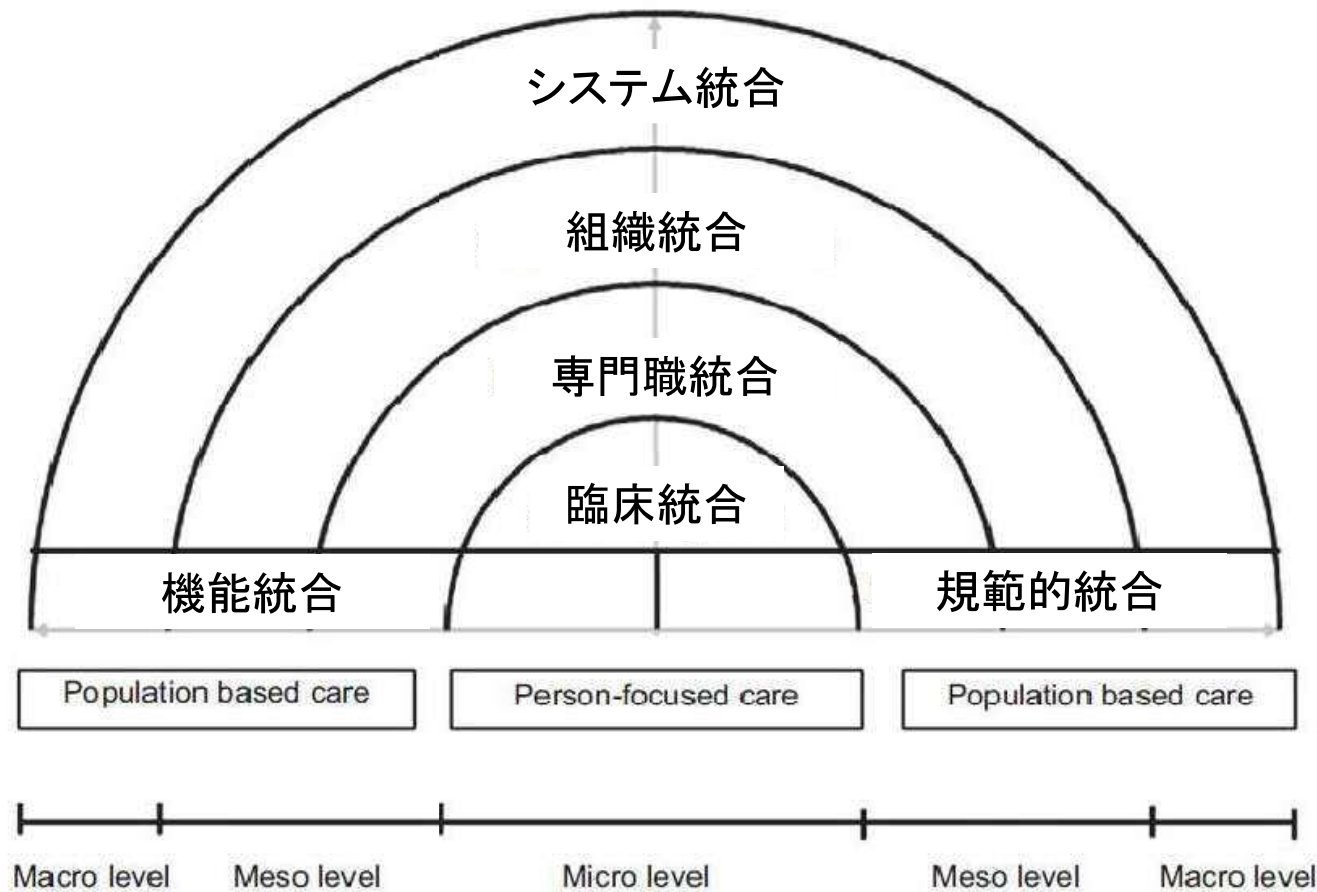 システム統合
組織統合
専門職統合
臨床統合
機能統合
規範的統合
Population based care
Person-focused care
Population based care
Macro level
Meso level
Micro level
Meso level
Macro level